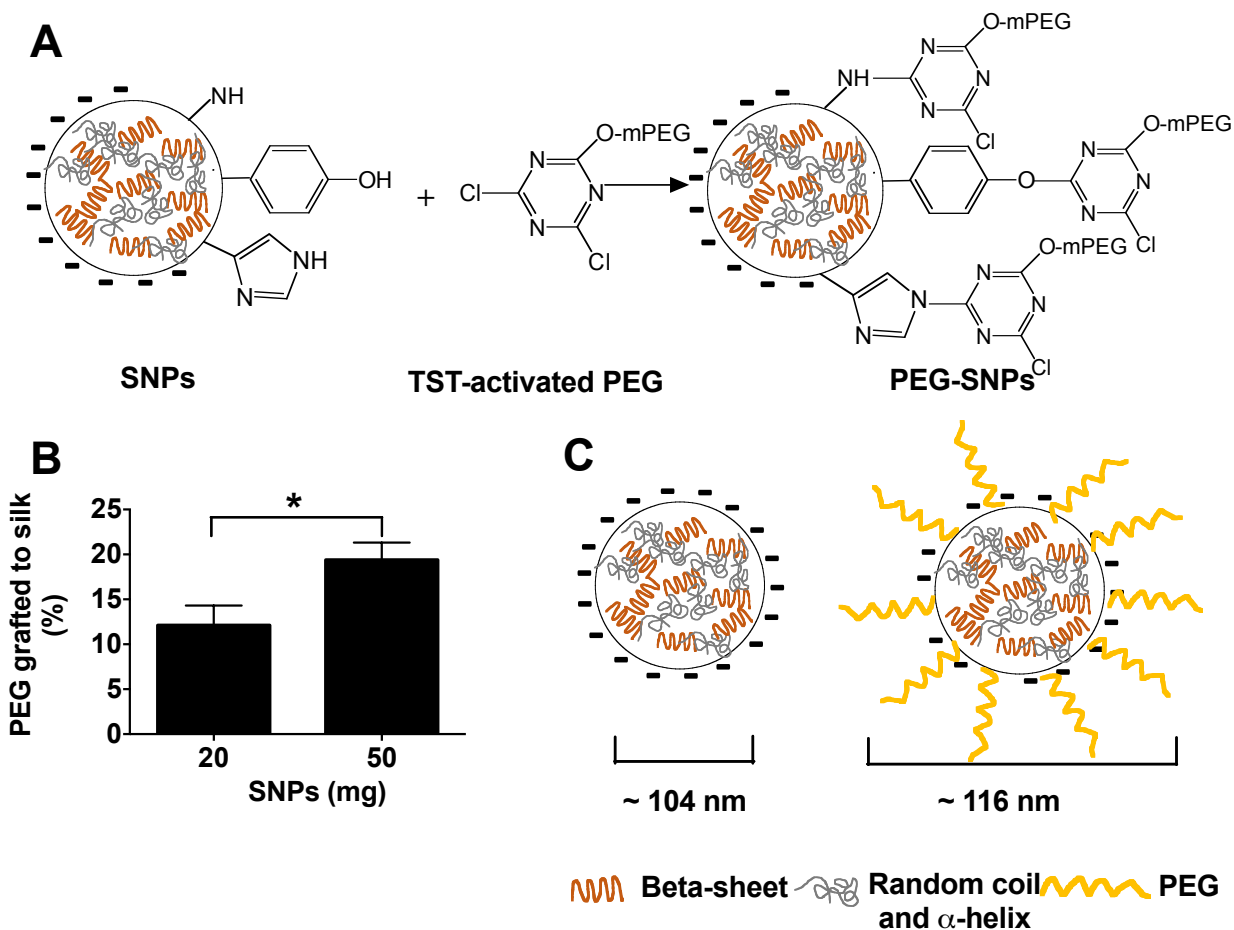 A
NH
OH
NH
N
SNPs
+
O-mPEG
N
N
N
Cl
Cl
TST-activated PEG
O-mPEG
NH
N
N
N
Cl
O-mPEG
O
N
N
N
Cl
O-mPEG
N
N
N
N
N
Cl
PEG-SNPs
B
PEG grafted to silk
(%)
25
20
15
10
5
0
*
20
50
SNPs (mg)
C
~ 104 nm
~ 116 nm
Beta-sheet
Random coil
and α-helix
PEG